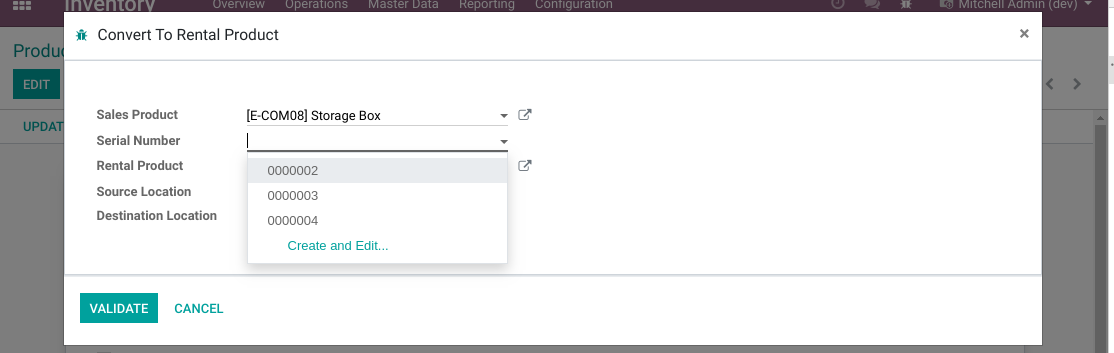 Inventory Overview Operations Master Data Reporting Configuration Mitchell Admin (dev)
Convert To Rental Product ×
EDIT
Sales Product [E-COM08] Storage Box
UPDAT
Serial Number
Rental Product
0000002
Source Location
0000003
Destination Location
0000004
Create and Edit...
VALIDATE CANCEL